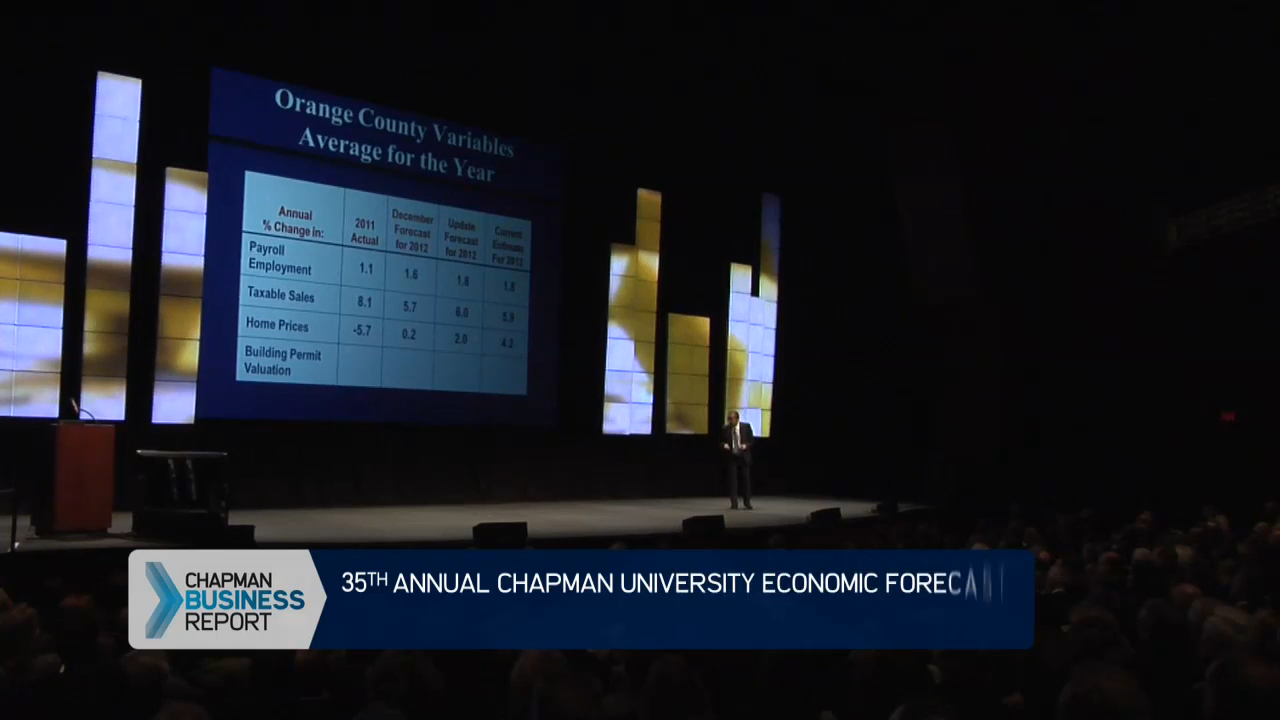 Orange County Variables
Average for the Year
Annual
% Change in:
2011
Actual
December
Forecast
for 2012
Update
Forecast
for 2012
Current
Estimate
For 2012
Payroll
Employment
1.1
1.6
1.8
1.8
Taxable Sales
8.1
5.7
6.0
5.9
Home Prices
-5.7
0.2
2.0
4.2
Building Permit
Valuation
CHAPMAN
BUSINESS
REPORT
35TH ANNUAL CHAPMAN UNIVERSITY ECONOMIC FORECA